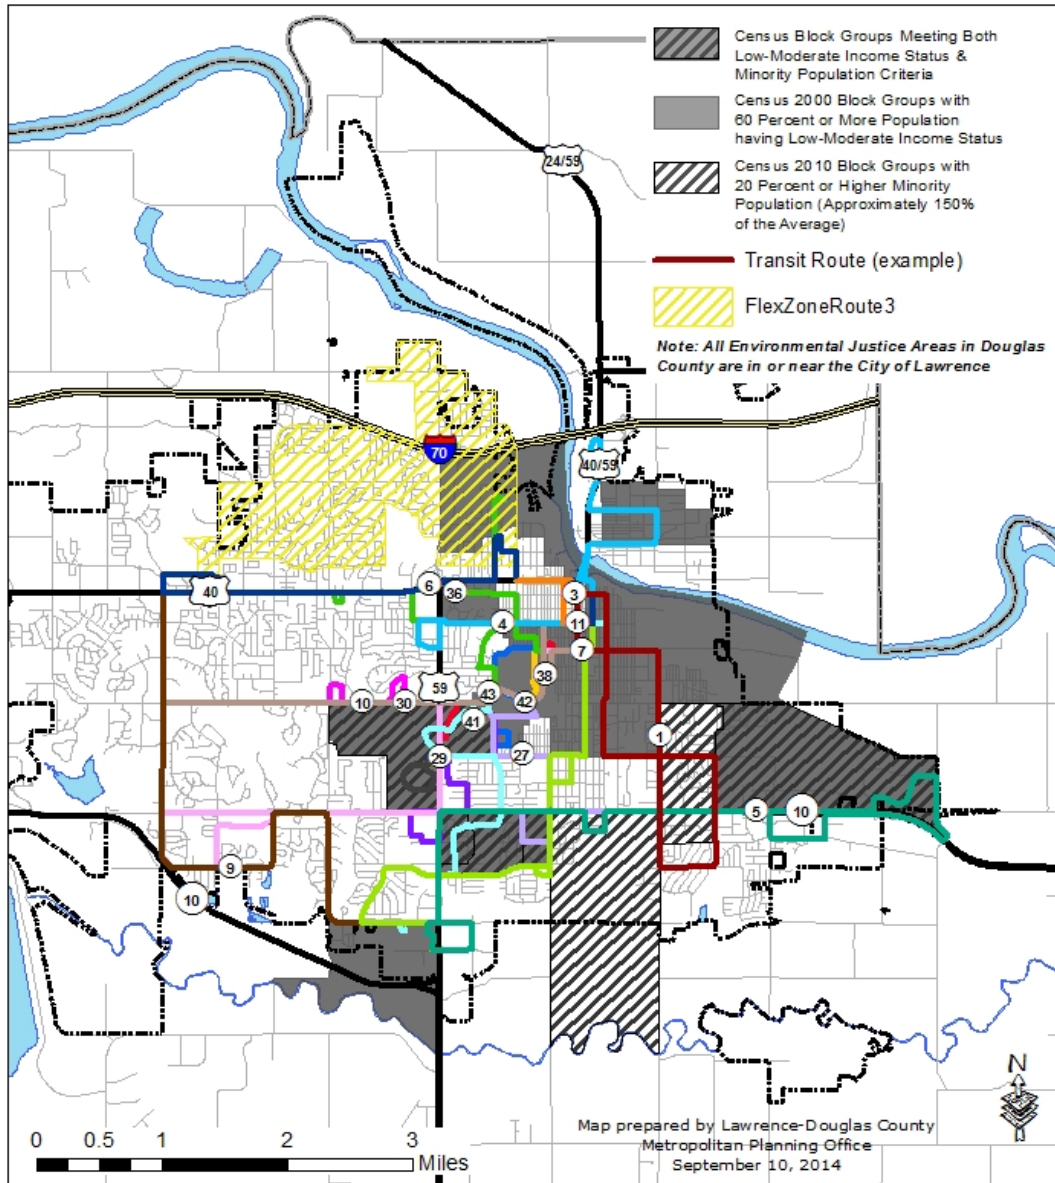 Census Block Groups Meeting Both
Low-Moderate Income Status &
Minority Population Criteria
Census 2000 Block Groups with
60 Percent or More Population
having Low-Moderate Income Status
Census 2010 Block Groups with
20 Percent or Higher Minority
Population (Approximately 150%
of the Average)
Transit Route (example)
FlexZoneRoute3
Note: All Environmental Justice Areas in Douglas
County are in or near the City of Lawrence
24/59
70
40/59
6
36
40
3
4
11
7
38
59
43
10
30
42
41
1
29
27
5
10
9
10
N
0 0.5 1 2 3
Miles
Map prepared by Lawrence-Douglas County
Metropolitan Planning Office
September 10, 2014